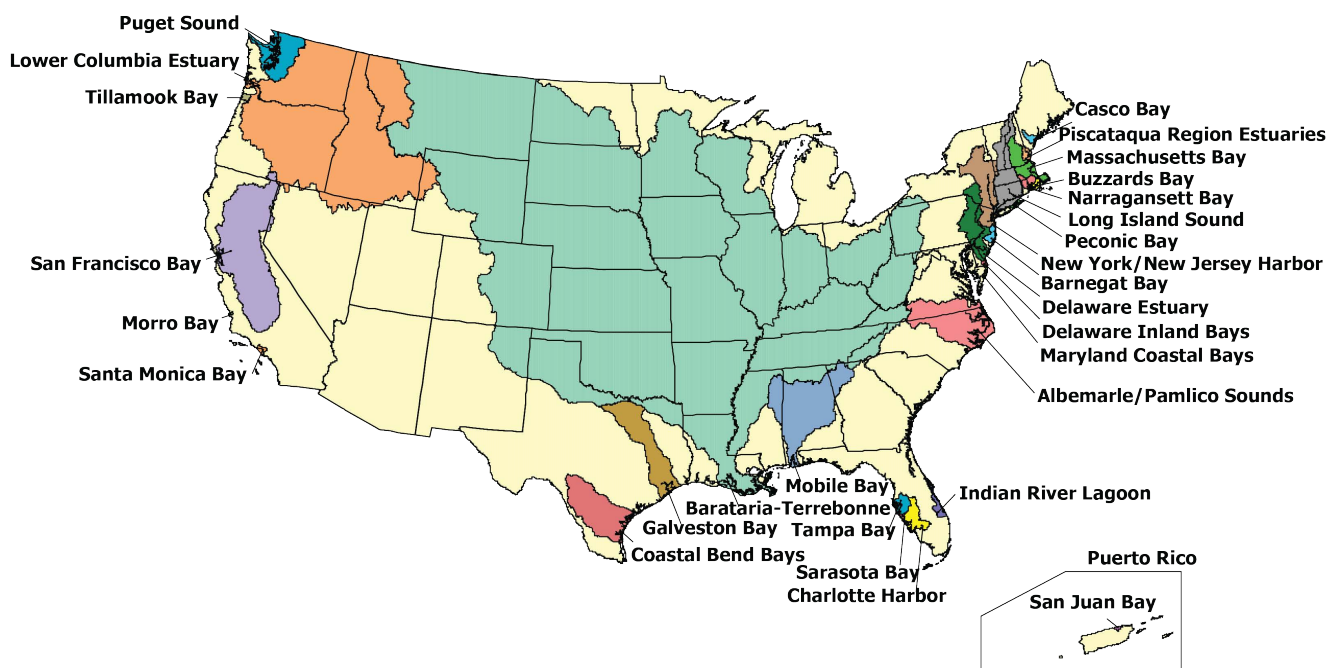 Puget Sound
Lower Columbia Estuary
Tillamook Bay
San Francisco Bay
Morro Bay
Santa Monica Bay
Casco Bay
Piscataqua Region Estuaries
Massachusetts Bay
Buzzards Bay
Narragansett Bay
Long Island Sound
Peconic Bay
New York/New Jersey Harbor
Barnegat Bay
Delaware Estuary
Delaware Inland Bays
Maryland Coastal Bays
Albemarle/Pamlico Sounds
Mobile Bay
Barataria-Terrebonne
Galveston Bay
Coastal Bend Bays
Tampa Bay
Indian River Lagoon
Sarasota Bay
Charlotte Harbor
Puerto Rico
San Juan Bay